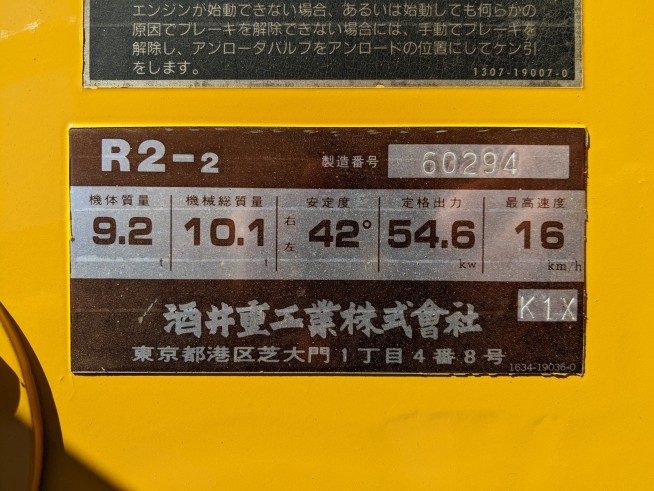 エンジンが始動できない場合、あるいは始動しても何らかの
原因でブレーキを解除できない場合には、手動でブレーキを
解除し、アンローダバルブをアンロードの位置にしてケン引
をします。
1307-19007-0
R2-2 製造番号 60294
機体質量 機械総質量 安定度 定格出力 最高速度
9.2 t 10.1 t 右左 42° 54.6 kw 16 km/h
酒井重工業株式會社 K1X
東京都港区芝大門1丁目4番8号
1634-19036-0